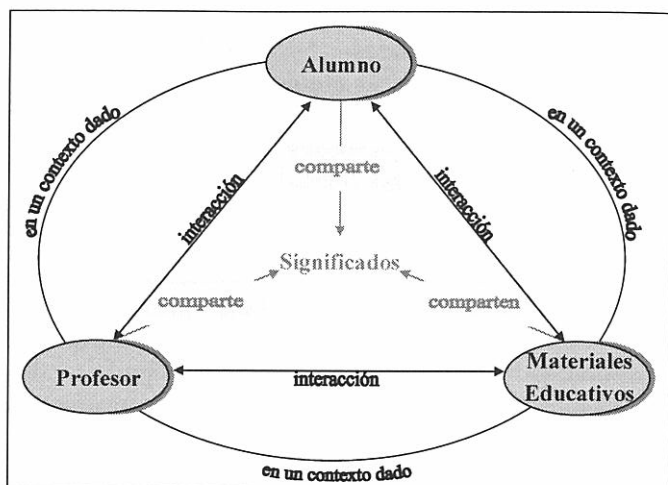 Alumno
en un contexto dado
en un contexto dado
comparte
interacción
interacción
Significados
comparte
comparten
Profesor
interacción
Materiales
Educativos
en un contexto dado